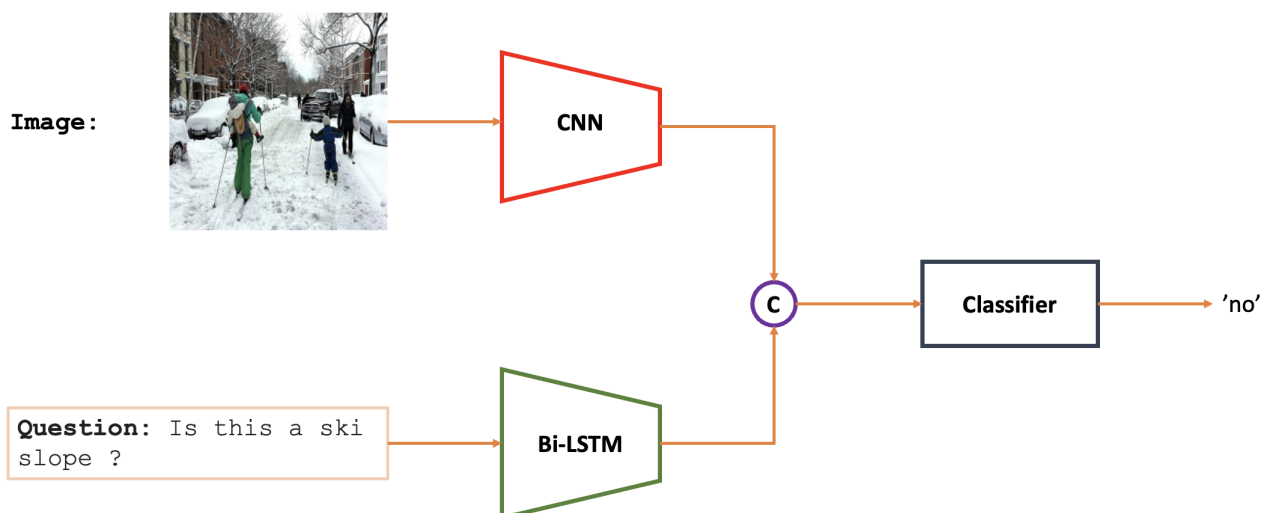 Image:
CNN
C
Classifier
’no’
Question: Is this a ski
slope ?
Bi-LSTM